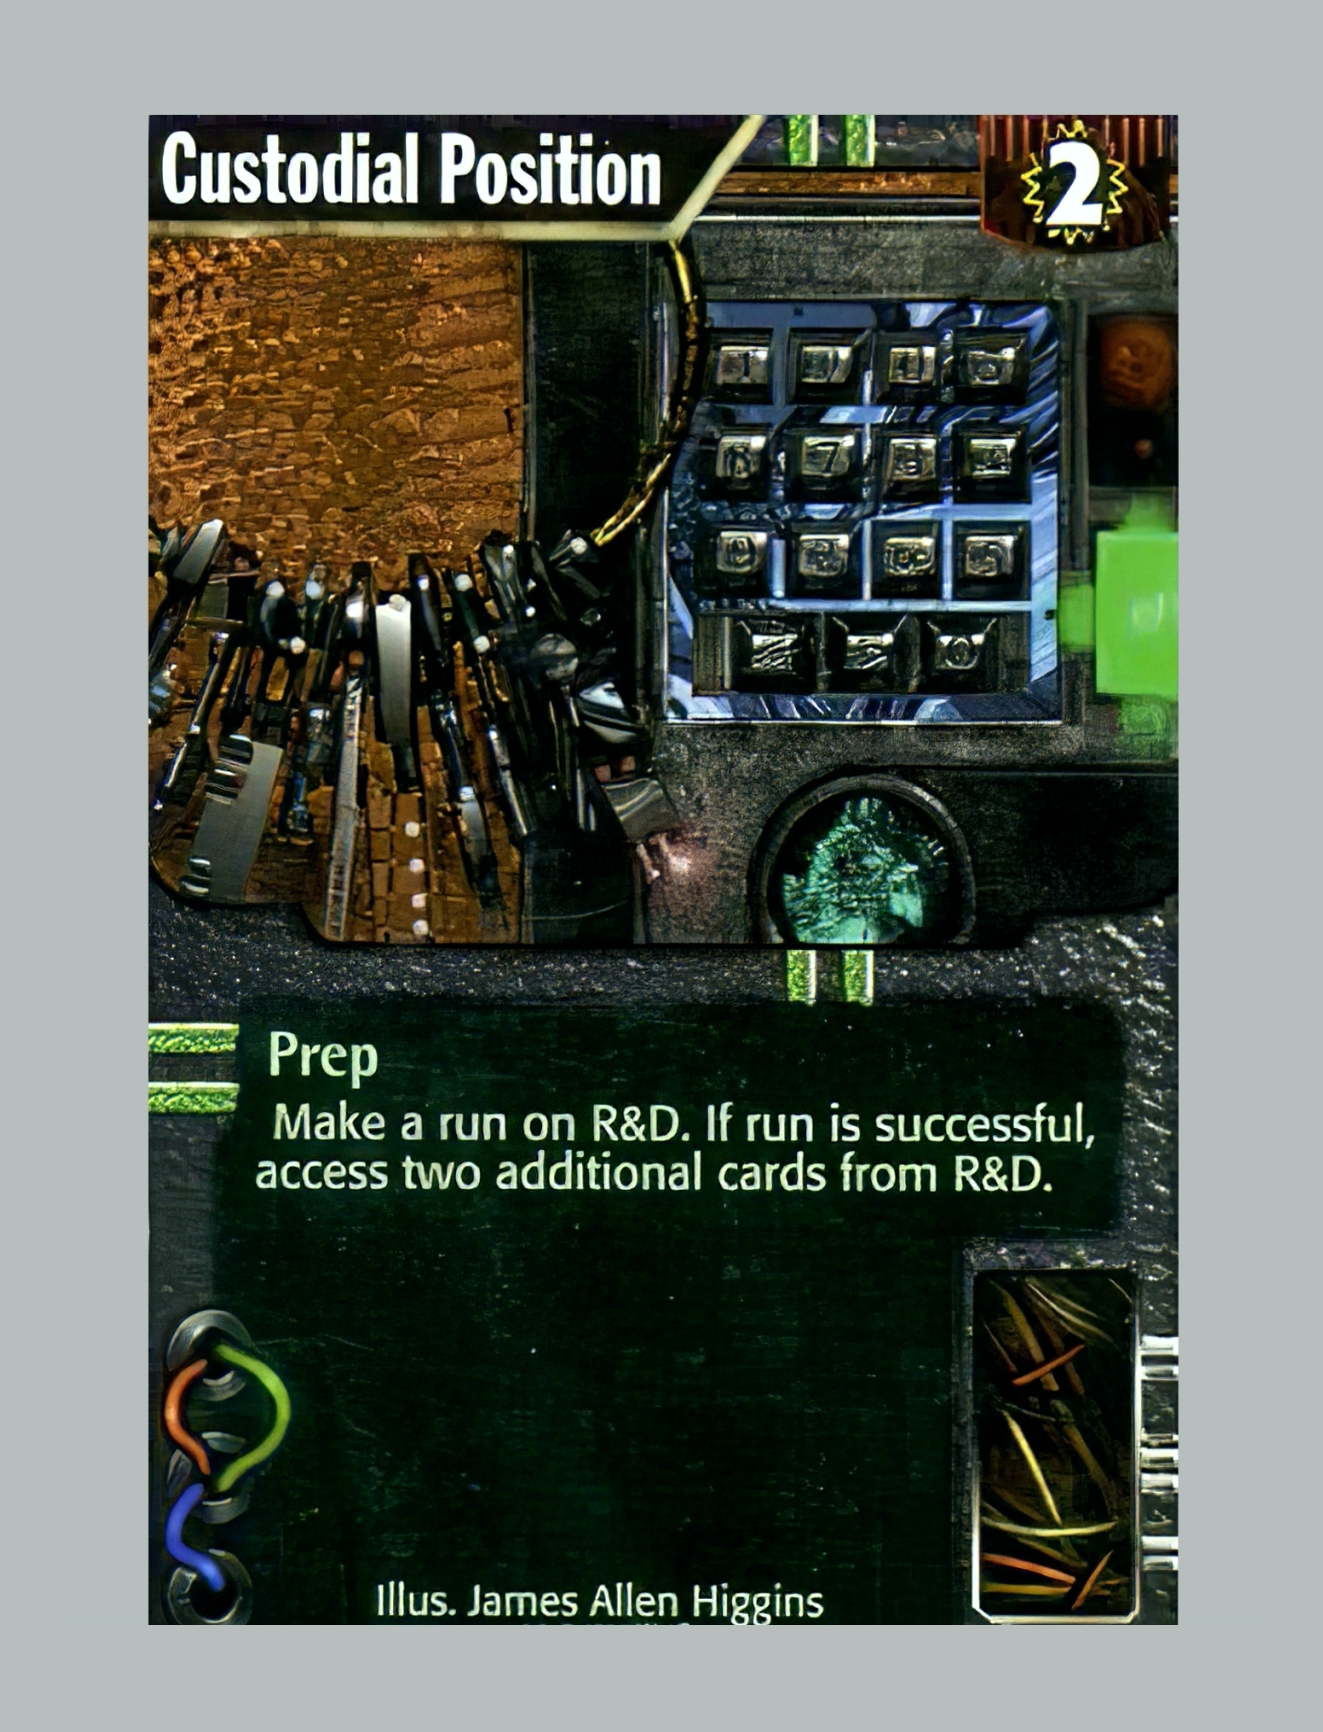 Custodial Position
2
Prep
Make a run on R&D. If run is successful,
access two additional cards from R&D.
Illus. James Allen Higgins